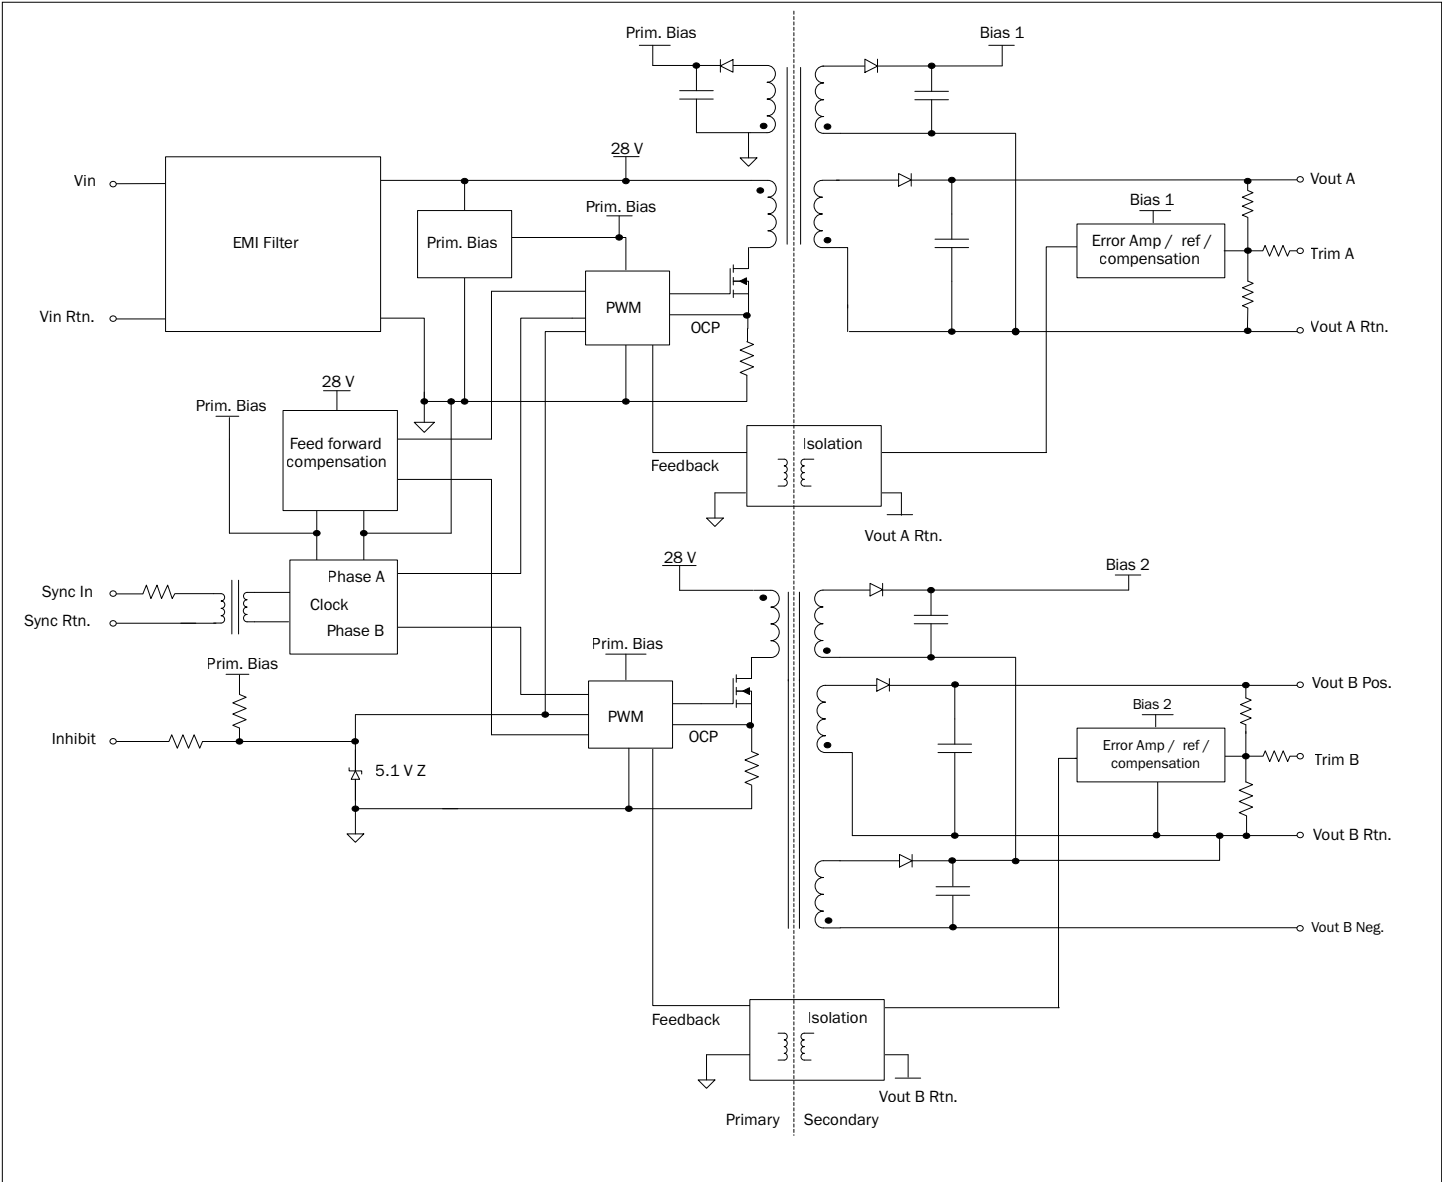 Prim. Bias
Bias 1
28 V
Vin
Vout A
Bias 1
Prim. Bias
EMI Filter
Prim. Bias
Error Amp / ref /
compensation
Trim A
PWM
Vin Rtn.
OCP
Vout A Rtn.
28 V
Prim. Bias
Feed forward
compensation
Isolation
Feedback
Vout A Rtn.
28 V
Bias 2
Phase A
Sync In
Clock
Sync Rtn.
Phase B
Prim. Bias
Prim. Bias
Vout B Pos.
Bias 2
PWM
Inhibit
OCP
Error Amp / ref /
compensation
Trim B
5.1 V Z
Vout B Rtn.
Vout B Neg.
Isolation
Feedback
Vout B Rtn.
Primary
Secondary